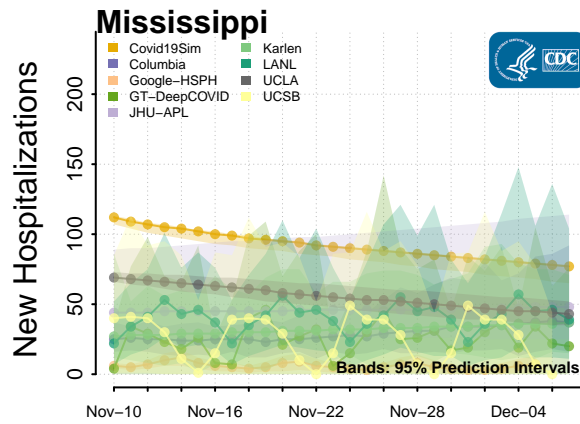 Mississippi
Covid19Sim
Columbia
Google−HSPH
GT−DeepCOVID
JHU−APL
Karlen
LANL
UCLA
UCSB
CDC
New Hospitalizations
200
150
100
50
0
Bands: 95% Prediction Intervals
Nov−10 Nov−16 Nov−22 Nov−28 Dec−04